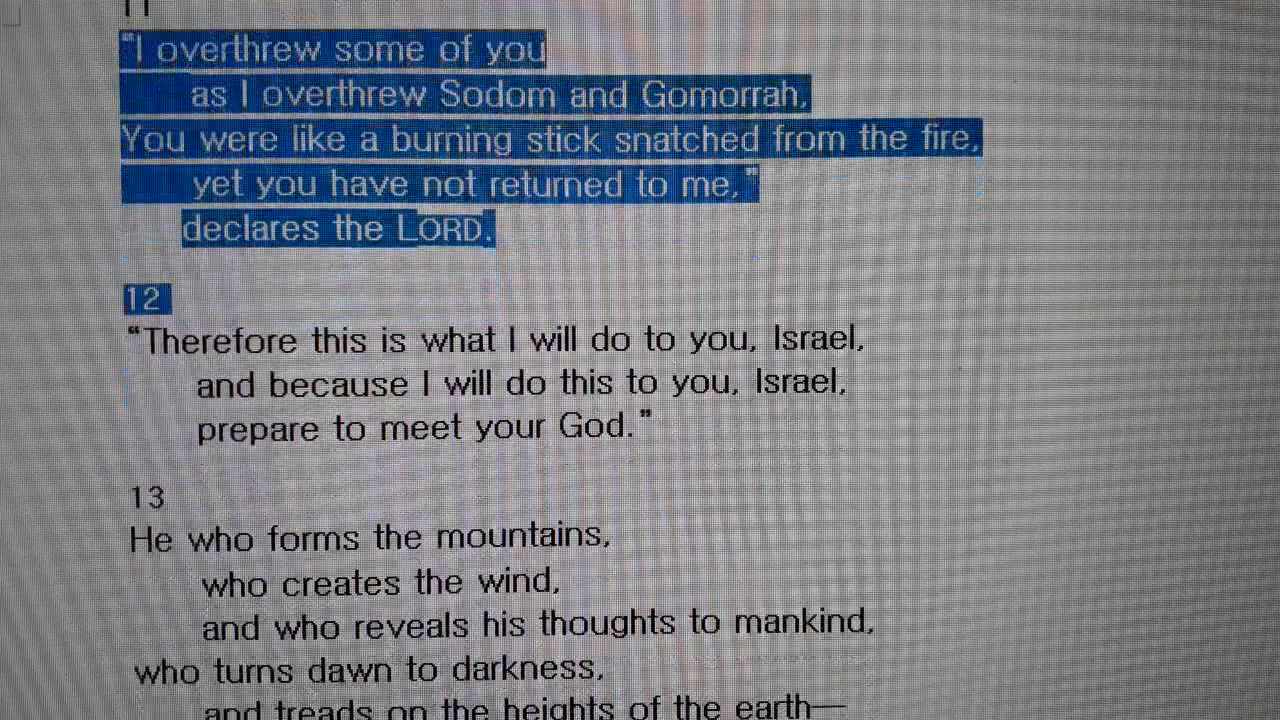 11
“I overthrew some of you
as I overthrew Sodom and Gomorrah,
You were like a burning stick snatched from the fire,
yet you have not returned to me,”
declares the LORD.
12
“Therefore this is what I will do to you, Israel,
and because I will do this to you, Israel,
prepare to meet your God.”
13
He who forms the mountains,
who creates the wind,
and who reveals his thoughts to mankind,
who turns dawn to darkness,
and treads on the heights of the earth—